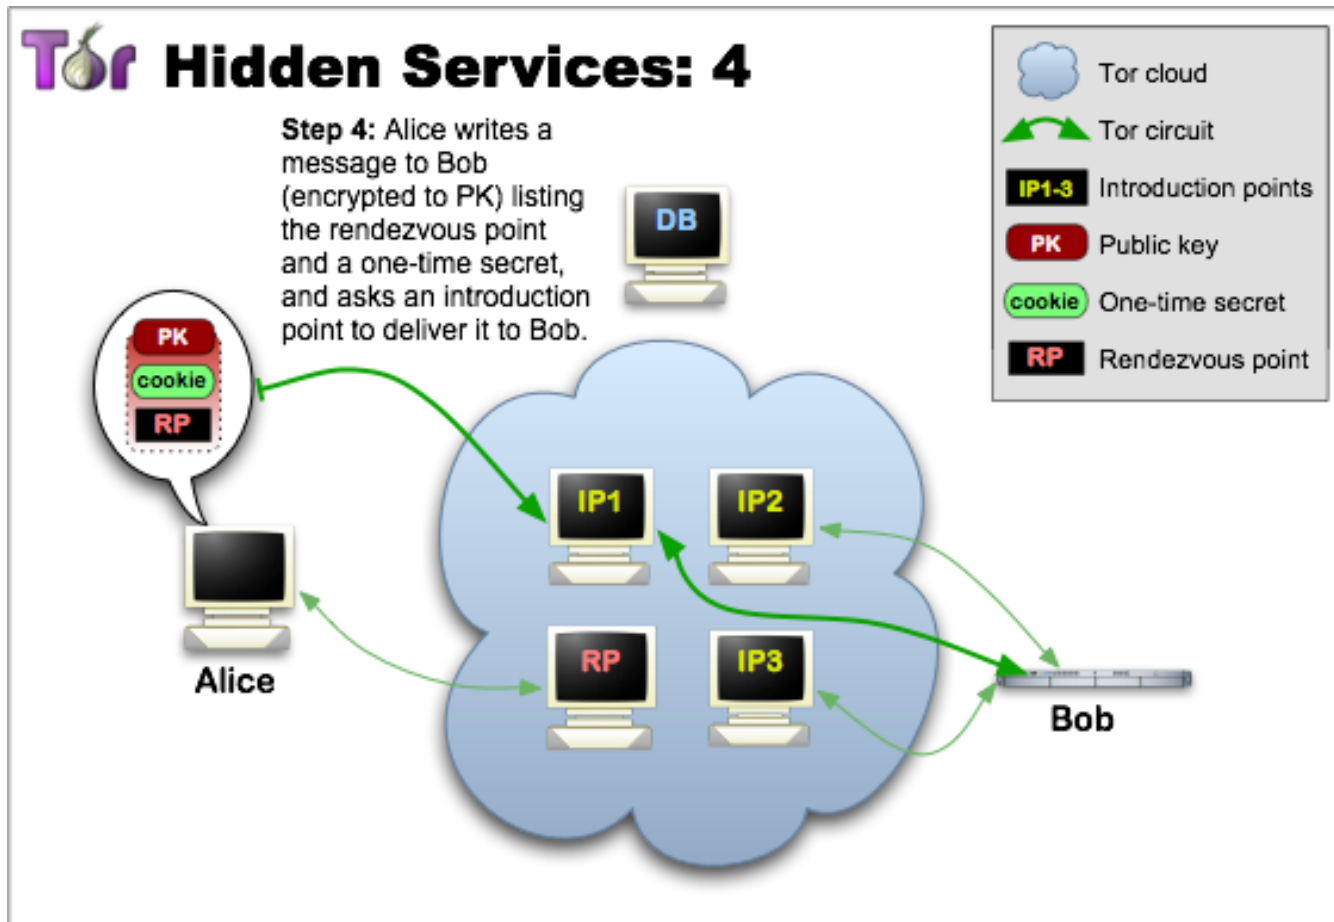 Tor Hidden Services: 4
Step 4: Alice writes a
message to Bob
(encrypted to PK) listing
the rendezvous point
and a one-time secret,
and asks an introduction
point to deliver it to Bob.
DB
Tor cloud
Tor circuit
IP1-3 Introduction points
PK Public key
cookie One-time secret
RP Rendezvous point
PK
cookie
RP
IP1
IP2
RP
IP3
Alice
Bob